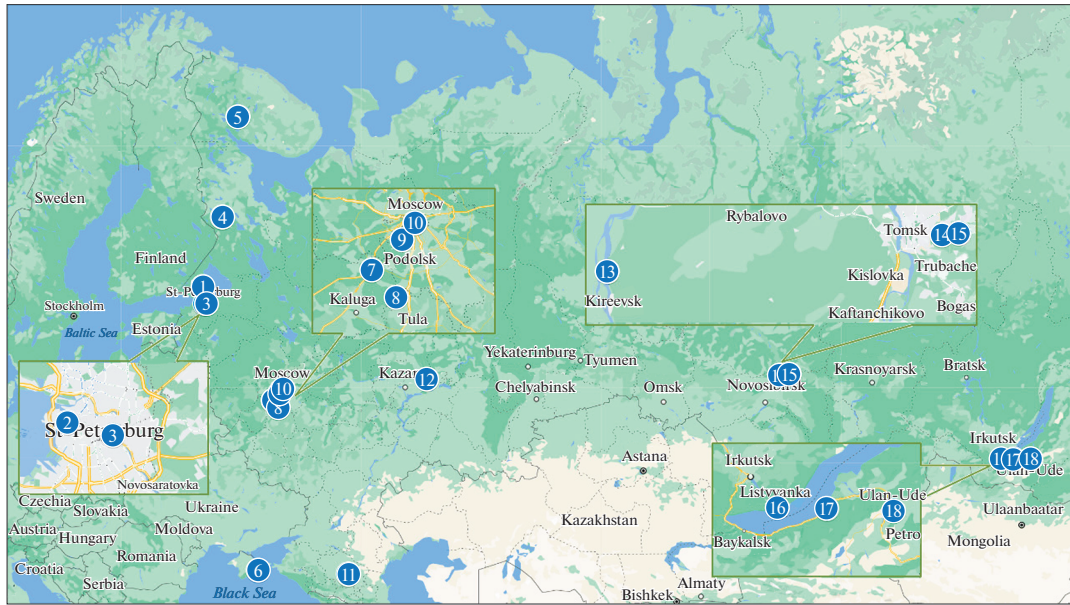 5
Sweden
4
Finland
1
St-Petersburg
3
Stockholm
Baltic Sea
Estonia
Moscow
10
9
Podolsk
7
8
Kaluga
Tula
Rybalovo
Tomsk
14
15
Trubache
13
Kislovka
Kireevsk
Bogas
Kaftanchikovo
Moscow
10
8
Kazan
12
Yekaterinburg
Tyumen
Chelyabinsk
Omsk
15
Novosibirsk
Krasnoyarsk
Bratsk
2
St-Petersburg
3
Novosaratovka
Irkutsk
17
18
Ulan-Ude
Astana
Irkutsk
Listvyanka
16
17
Ulan-Ude
18
Petro
Baykalsk
Ulaanbaatar
Mongolia
Kazakhstan
Czechia
Slovakia
Ukraine
Austria
Hungary
Moldova
Romania
Croatia
Serbia
6
Black Sea
11
Almaty
Bishkek